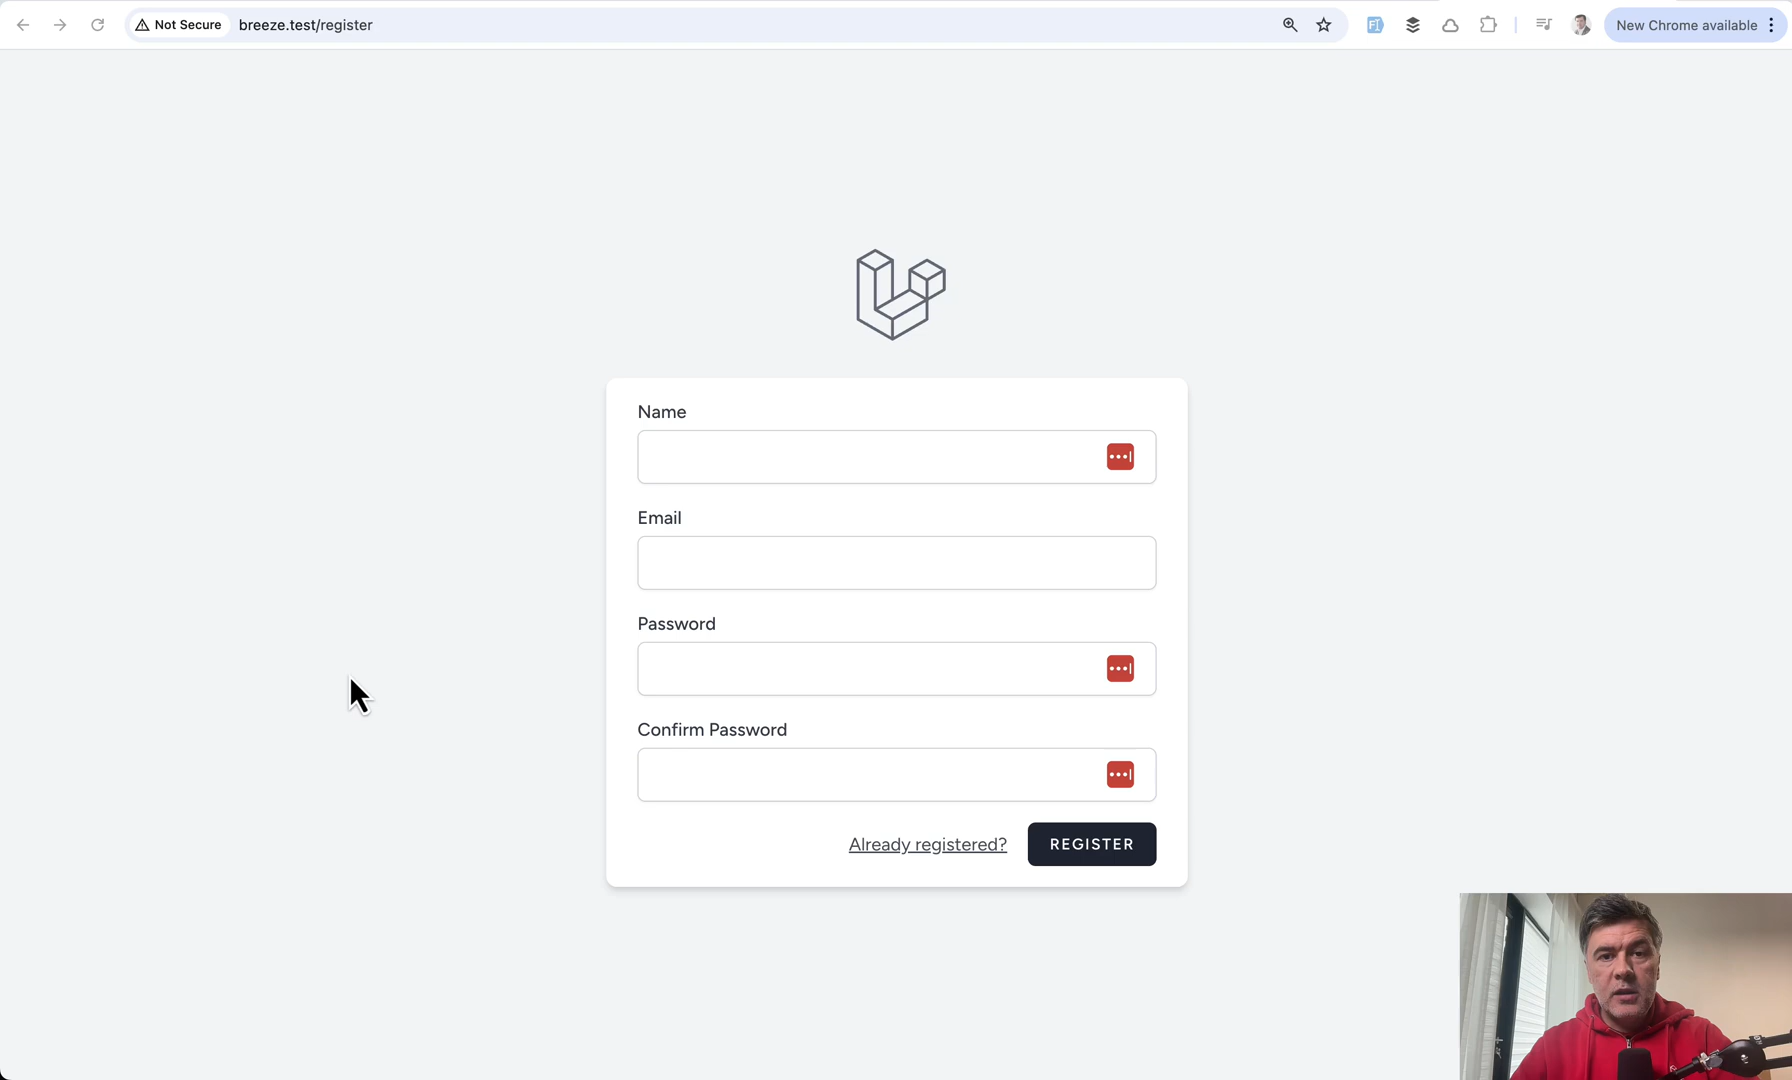 Not Secure breeze.test/register New Chrome available
Name
Email
Password
Confirm Password
Already registered? REGISTER